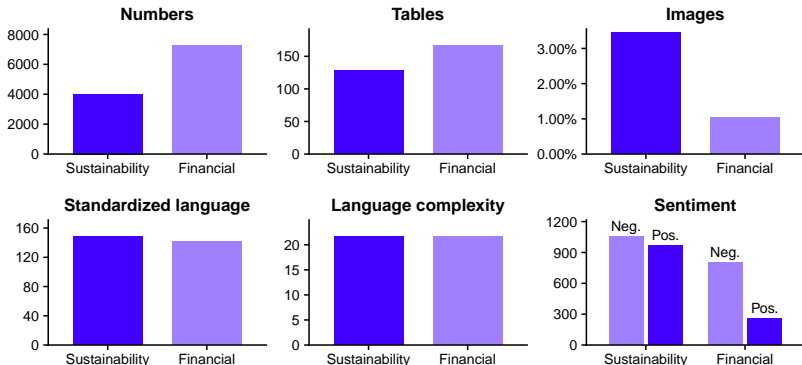 Numbers
8000
6000
4000
2000
0
Sustainability Financial
Tables
150
100
50
0
Sustainability Financial
Images
3.00%
2.00%
1.00%
0.00%
Sustainability Financial
Standardized language
160
120
80
40
0
Sustainability Financial
Language complexity
20
15
10
5
0
Sustainability Financial
Sentiment
1200
900
600
300
0
Neg. Pos. Neg. Pos.
Sustainability Financial